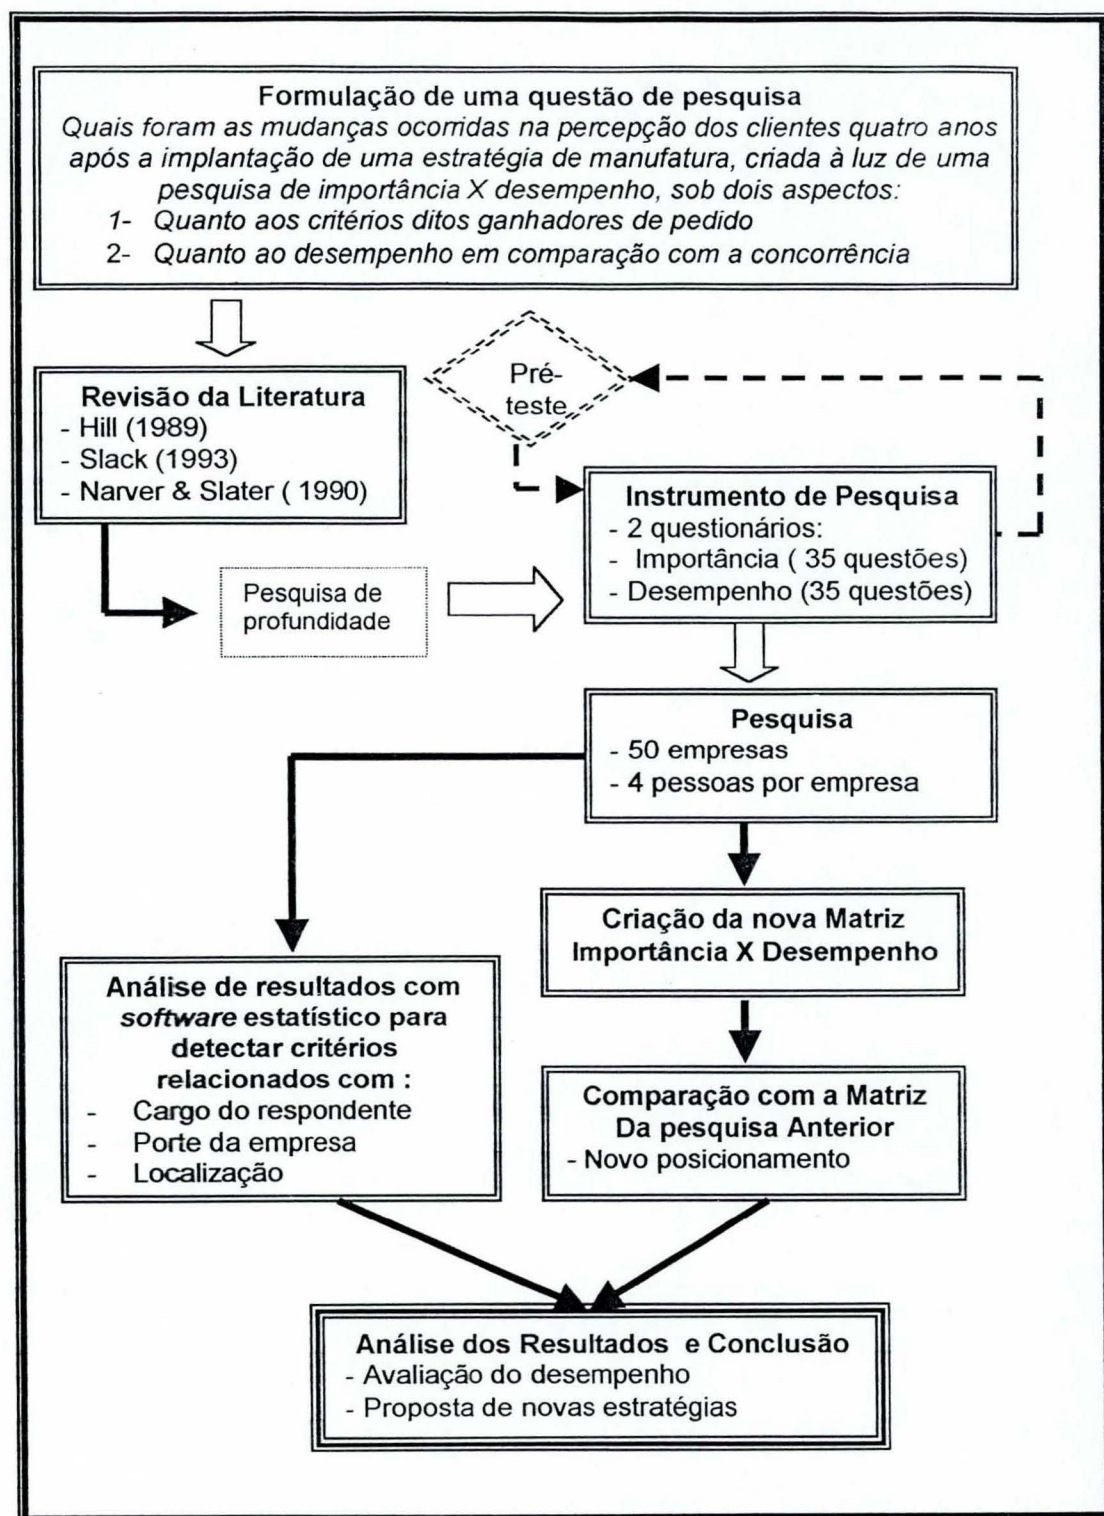 Formulação de uma questão de pesquisa
Quais foram as mudanças ocorridas na percepção dos clientes quatro anos
após a implantação de uma estratégia de manufatura, criada à luz de uma
pesquisa de importância X desempenho, sob dois aspectos:
1- Quanto aos critérios ditos ganhadores de pedido
2- Quanto ao desempenho em comparação com a concorrência
Pré-
teste
Revisão da Literatura
- Hill (1989)
- Slack (1993)
- Narver & Slater ( 1990)
Instrumento de Pesquisa
- 2 questionários:
- Importância ( 35 questões)
- Desempenho (35 questões)
Pesquisa de
profundidade
Pesquisa
- 50 empresas
- 4 pessoas por empresa
Criação da nova Matriz
Importância X Desempenho
Análise de resultados com
software estatístico para
detectar critérios
relacionados com :
- Cargo do respondente
- Porte da empresa
- Localização
Comparação com a Matriz
Da pesquisa Anterior
- Novo posicionamento
Análise dos Resultados e Conclusão
- Avaliação do desempenho
- Proposta de novas estratégias